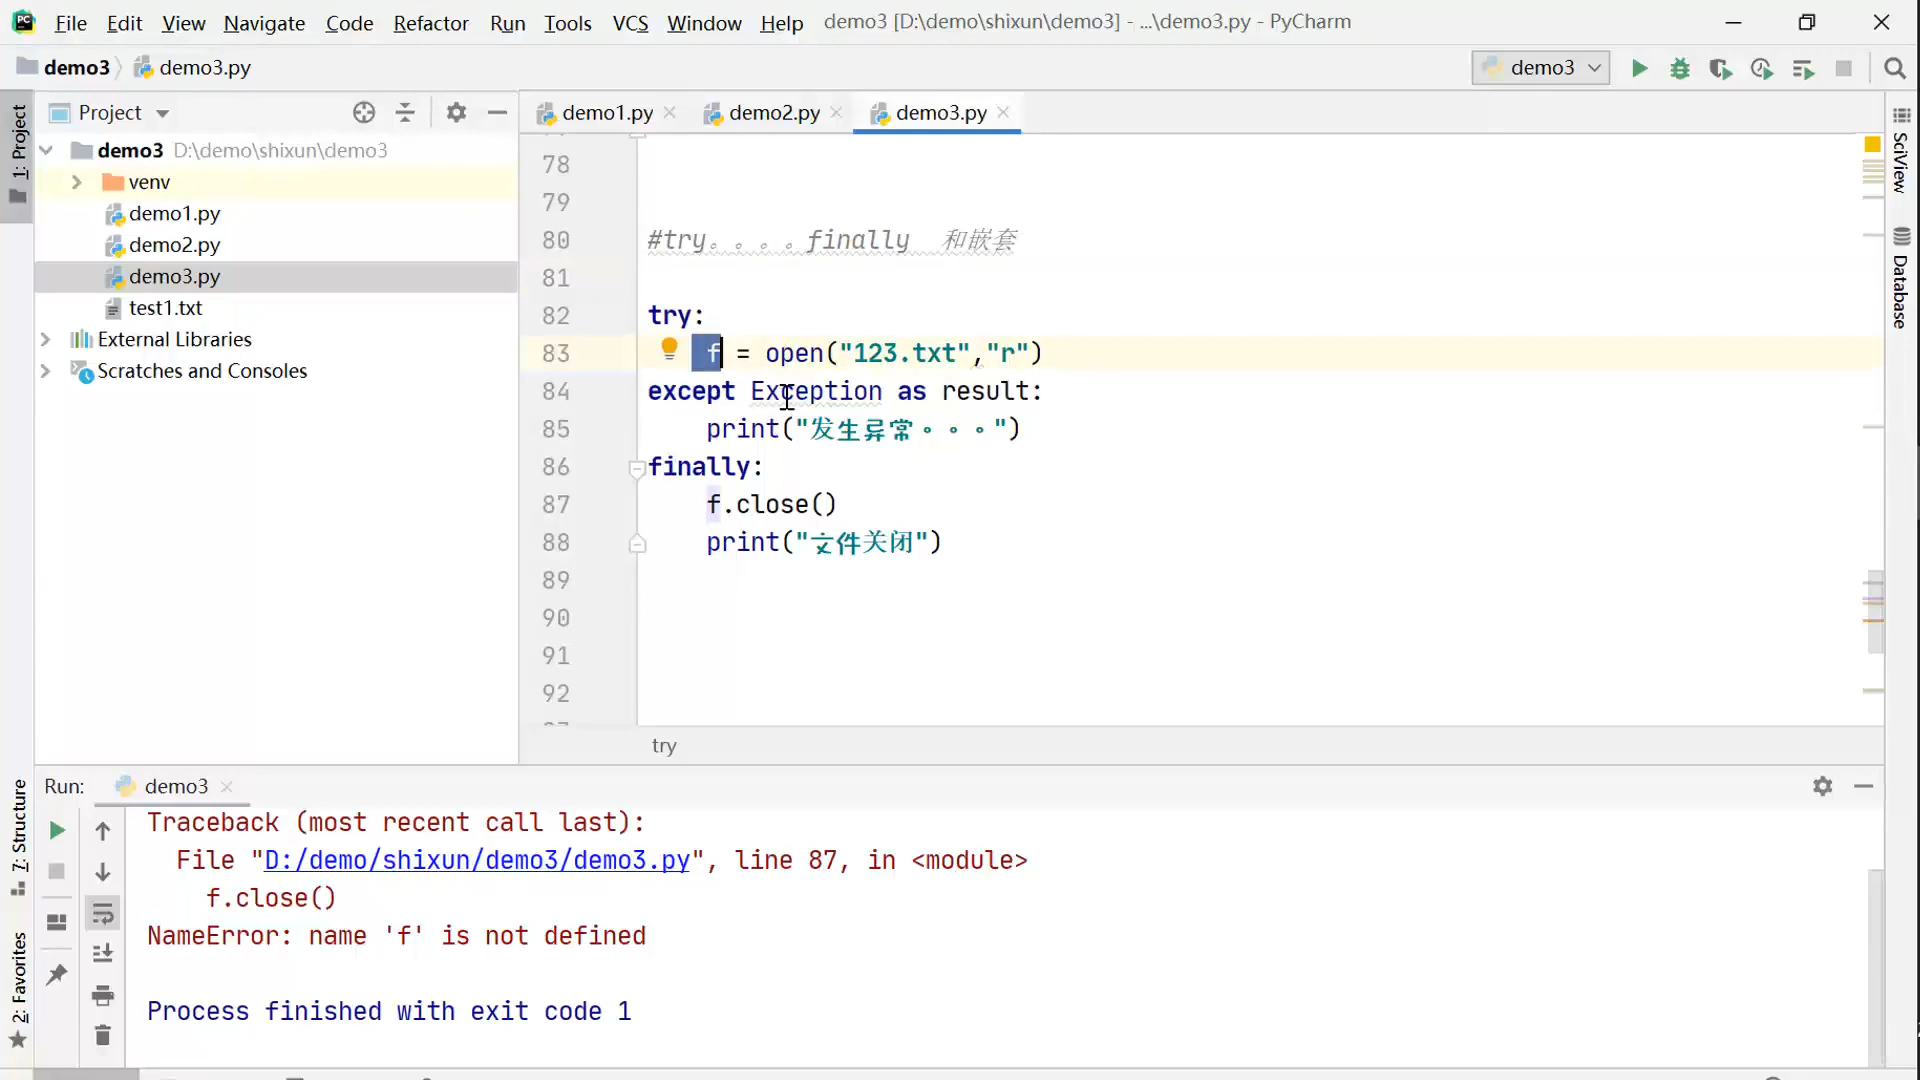 File Edit View Navigate Code Refactor Run Tools VCS Window Help demo3 [D:\demo\shixun\demo3] - ...\demo3.py - PyCharm
demo3 demo3.py demo3
1: Project
Project
demo1.py demo2.py demo3.py
demo3 D:\demo\shixun\demo3
venv
demo1.py
demo2.py
demo3.py
test1.txt
External Libraries
Scratches and Consoles
78
79
80 #try。。。。finally 和嵌套
81
82 try:
83 f = open("123.txt","r")
84 except Exception as result:
85 print("发生异常。。。")
86 finally:
87 f.close()
88 print("文件关闭")
89
90
91
92
try
SciView
Database
7: Structure
2: Favorites
Run: demo3
Traceback (most recent call last):
File "D:/demo/shixun/demo3/demo3.py", line 87, in <module>
f.close()
NameError: name 'f' is not defined
Process finished with exit code 1